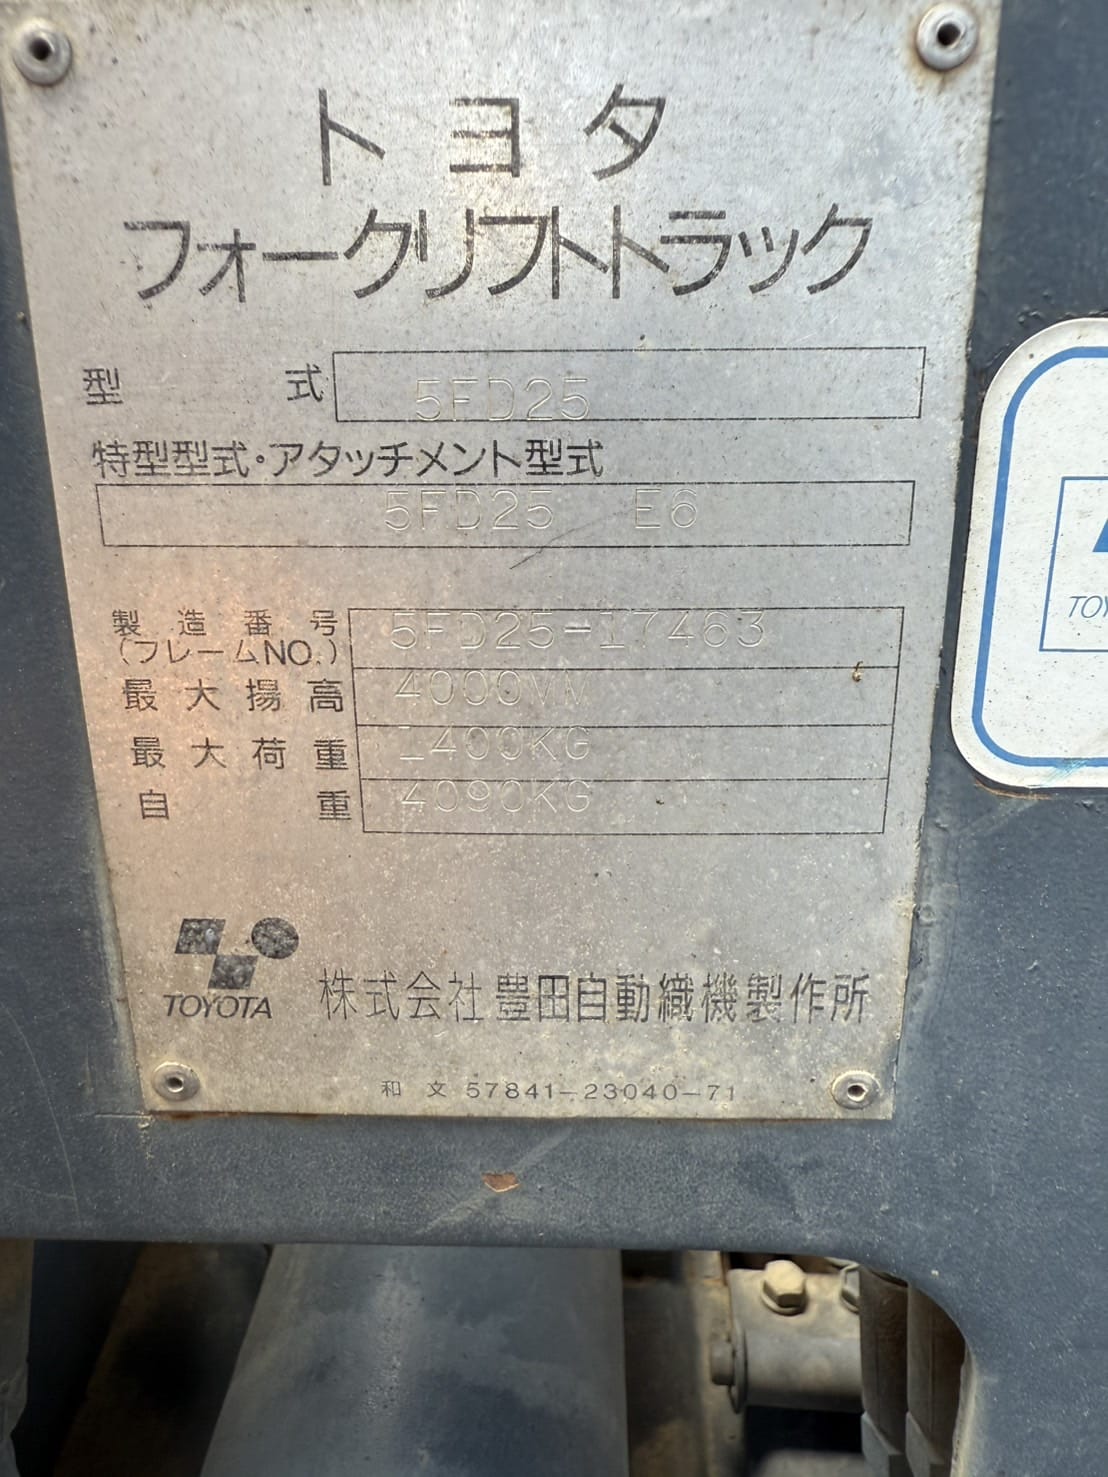 トヨタ
フォークリフトトラック
型式 5FD25
特型型式・アタッチメント型式
5FD25 E6
製造番号 5FD25-17463
(フレームNO.)
最大揚高 4000
最大荷重 1400KG
自重 4090KG
TOYOTA 株式会社 豊田自動織機製作所
和文 57841-23040-71
TOY